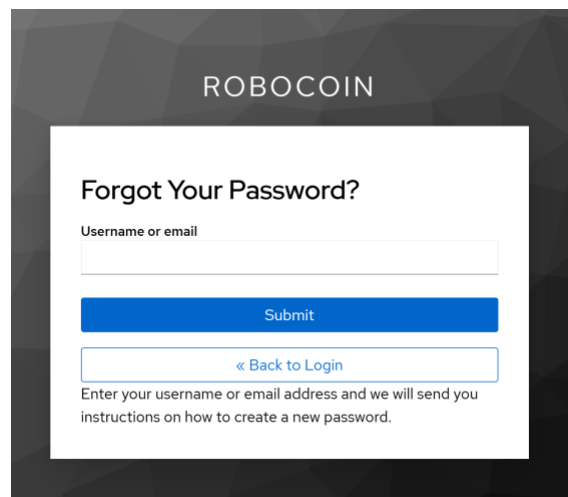 ROBOCOIN
Forgot Your Password?
Username or email
Submit
« Back to Login
Enter your username or email address and we will send you
instructions on how to create a new password.